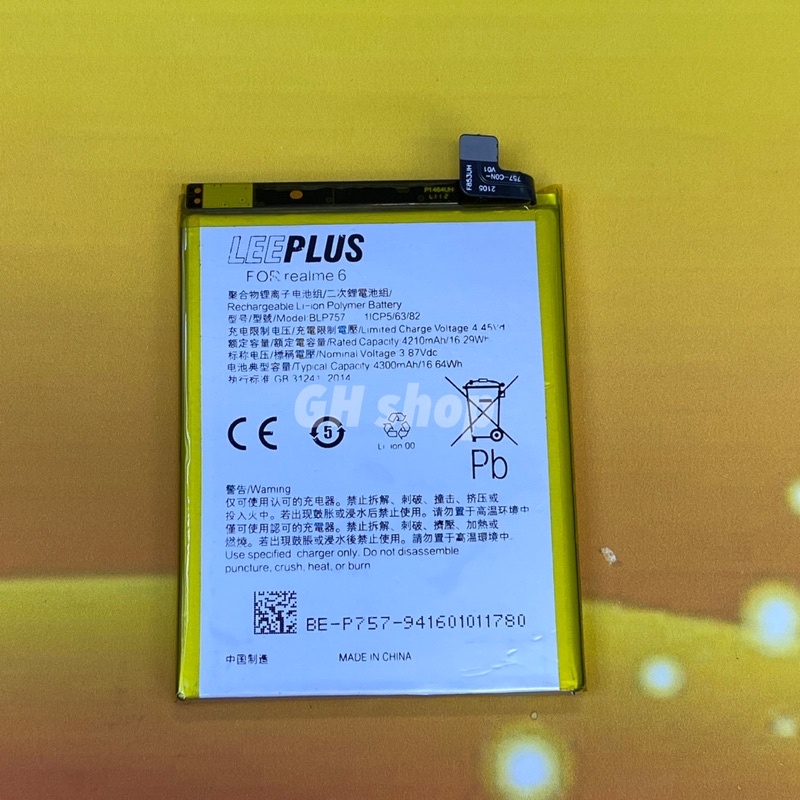 P1464UH
5112
F853UH
2105
757-CON-
V01
LEEPLUS
FOR realme 6
聚合物锂离子电池组/二次鋰電池組/
Rechargeable Li-ion Polymer Battery
型号/型號/Model:BLP757 1ICP5/63/82
充电限制电压/充電限制電壓/Limited Charge Voltage 4.45Vd
额定容量/額定電容量/Rated Capacity 4210mAh/16.29Wh
标称电压/標稱電壓/Nominal Voltage 3.87Vdc
电池典型容量/Typical Capacity 4300mAh/16.64Wh
执行标准 GB 31241 2014
GH shop
CE
5
Li-ion 00
Pb
警告/Warning
仅可使用认可的充电器。禁止拆解、刺破、撞击、挤压或
投入火中。若出现鼓胀或浸水后禁止使用。请勿置于高温环境中
僅可使用認可的充電器。禁止拆解、刺破、擠壓、加熱或
燃燒。若出現鼓脹或浸水後禁止使用。請勿置于高溫環境中
Use specified charger only. Do not disassemble
puncture, crush, heat, or burn
BE-P757-941601011780
中国制造 MADE IN CHINA